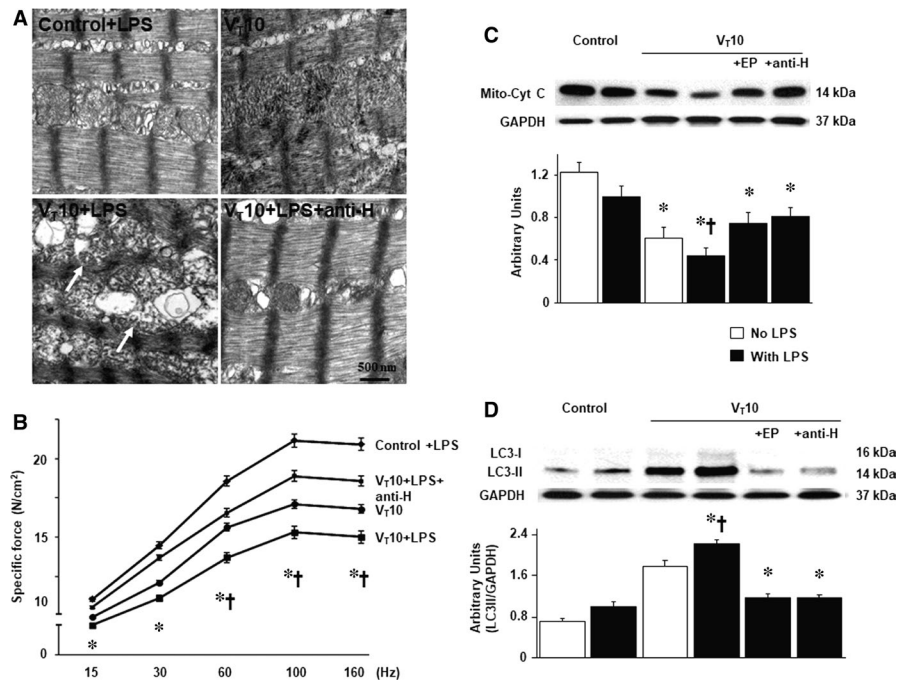 A
Control+LPS
VT10
VT10+LPS
VT10+LPS+anti-H
500 nm
B
Specific force (N/cm²)
20
15
10
0
15 30 60 100 160 (Hz)
Control +LPS
VT10+LPS+
anti-H
VT10
VT10+LPS
*
*
*†
*†
*†
C
Control
VT10
+EP +anti-H
Mito-Cyt C
14 kDa
GAPDH
37 kDa
Arbitrary Units
1.2
0.8
0.4
0
*
*†
*
*
No LPS
With LPS
D
Control
VT10
+EP +anti-H
LC3-I
16 kDa
LC3-II
14 kDa
GAPDH
37 kDa
Arbitrary Units
(LC3II/GAPDH)
2.4
1.6
0.8
0
*†
*
*